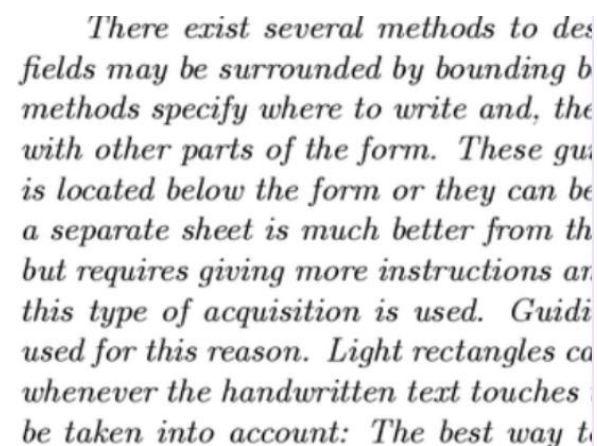 There exist several methods to des
fields may be surrounded by bounding b
methods specify where to write and, the
with other parts of the form. These gui
is located below the form or they can be
a separate sheet is much better from th
but requires giving more instructions an
this type of acquisition is used. Guidi
used for this reason. Light rectangles ca
whenever the handwritten text touches
be taken into account: The best way to